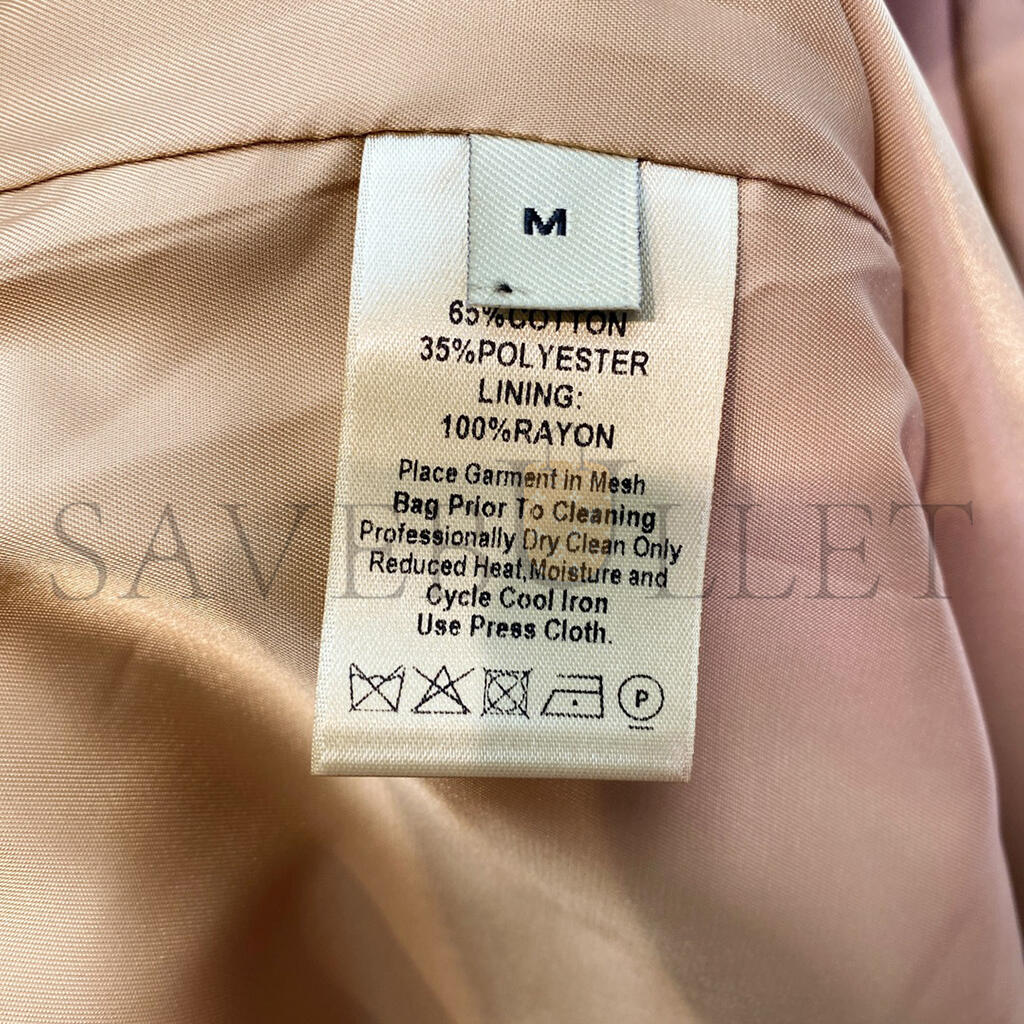 M
65%COTTON
35%POLYESTER
LINING:
100%RAYON
Place Garment in Mesh
Bag Prior To Cleaning
Professionally Dry Clean Only
Reduced Heat,Moisture and
Cycle Cool Iron
Use Press Cloth.
P